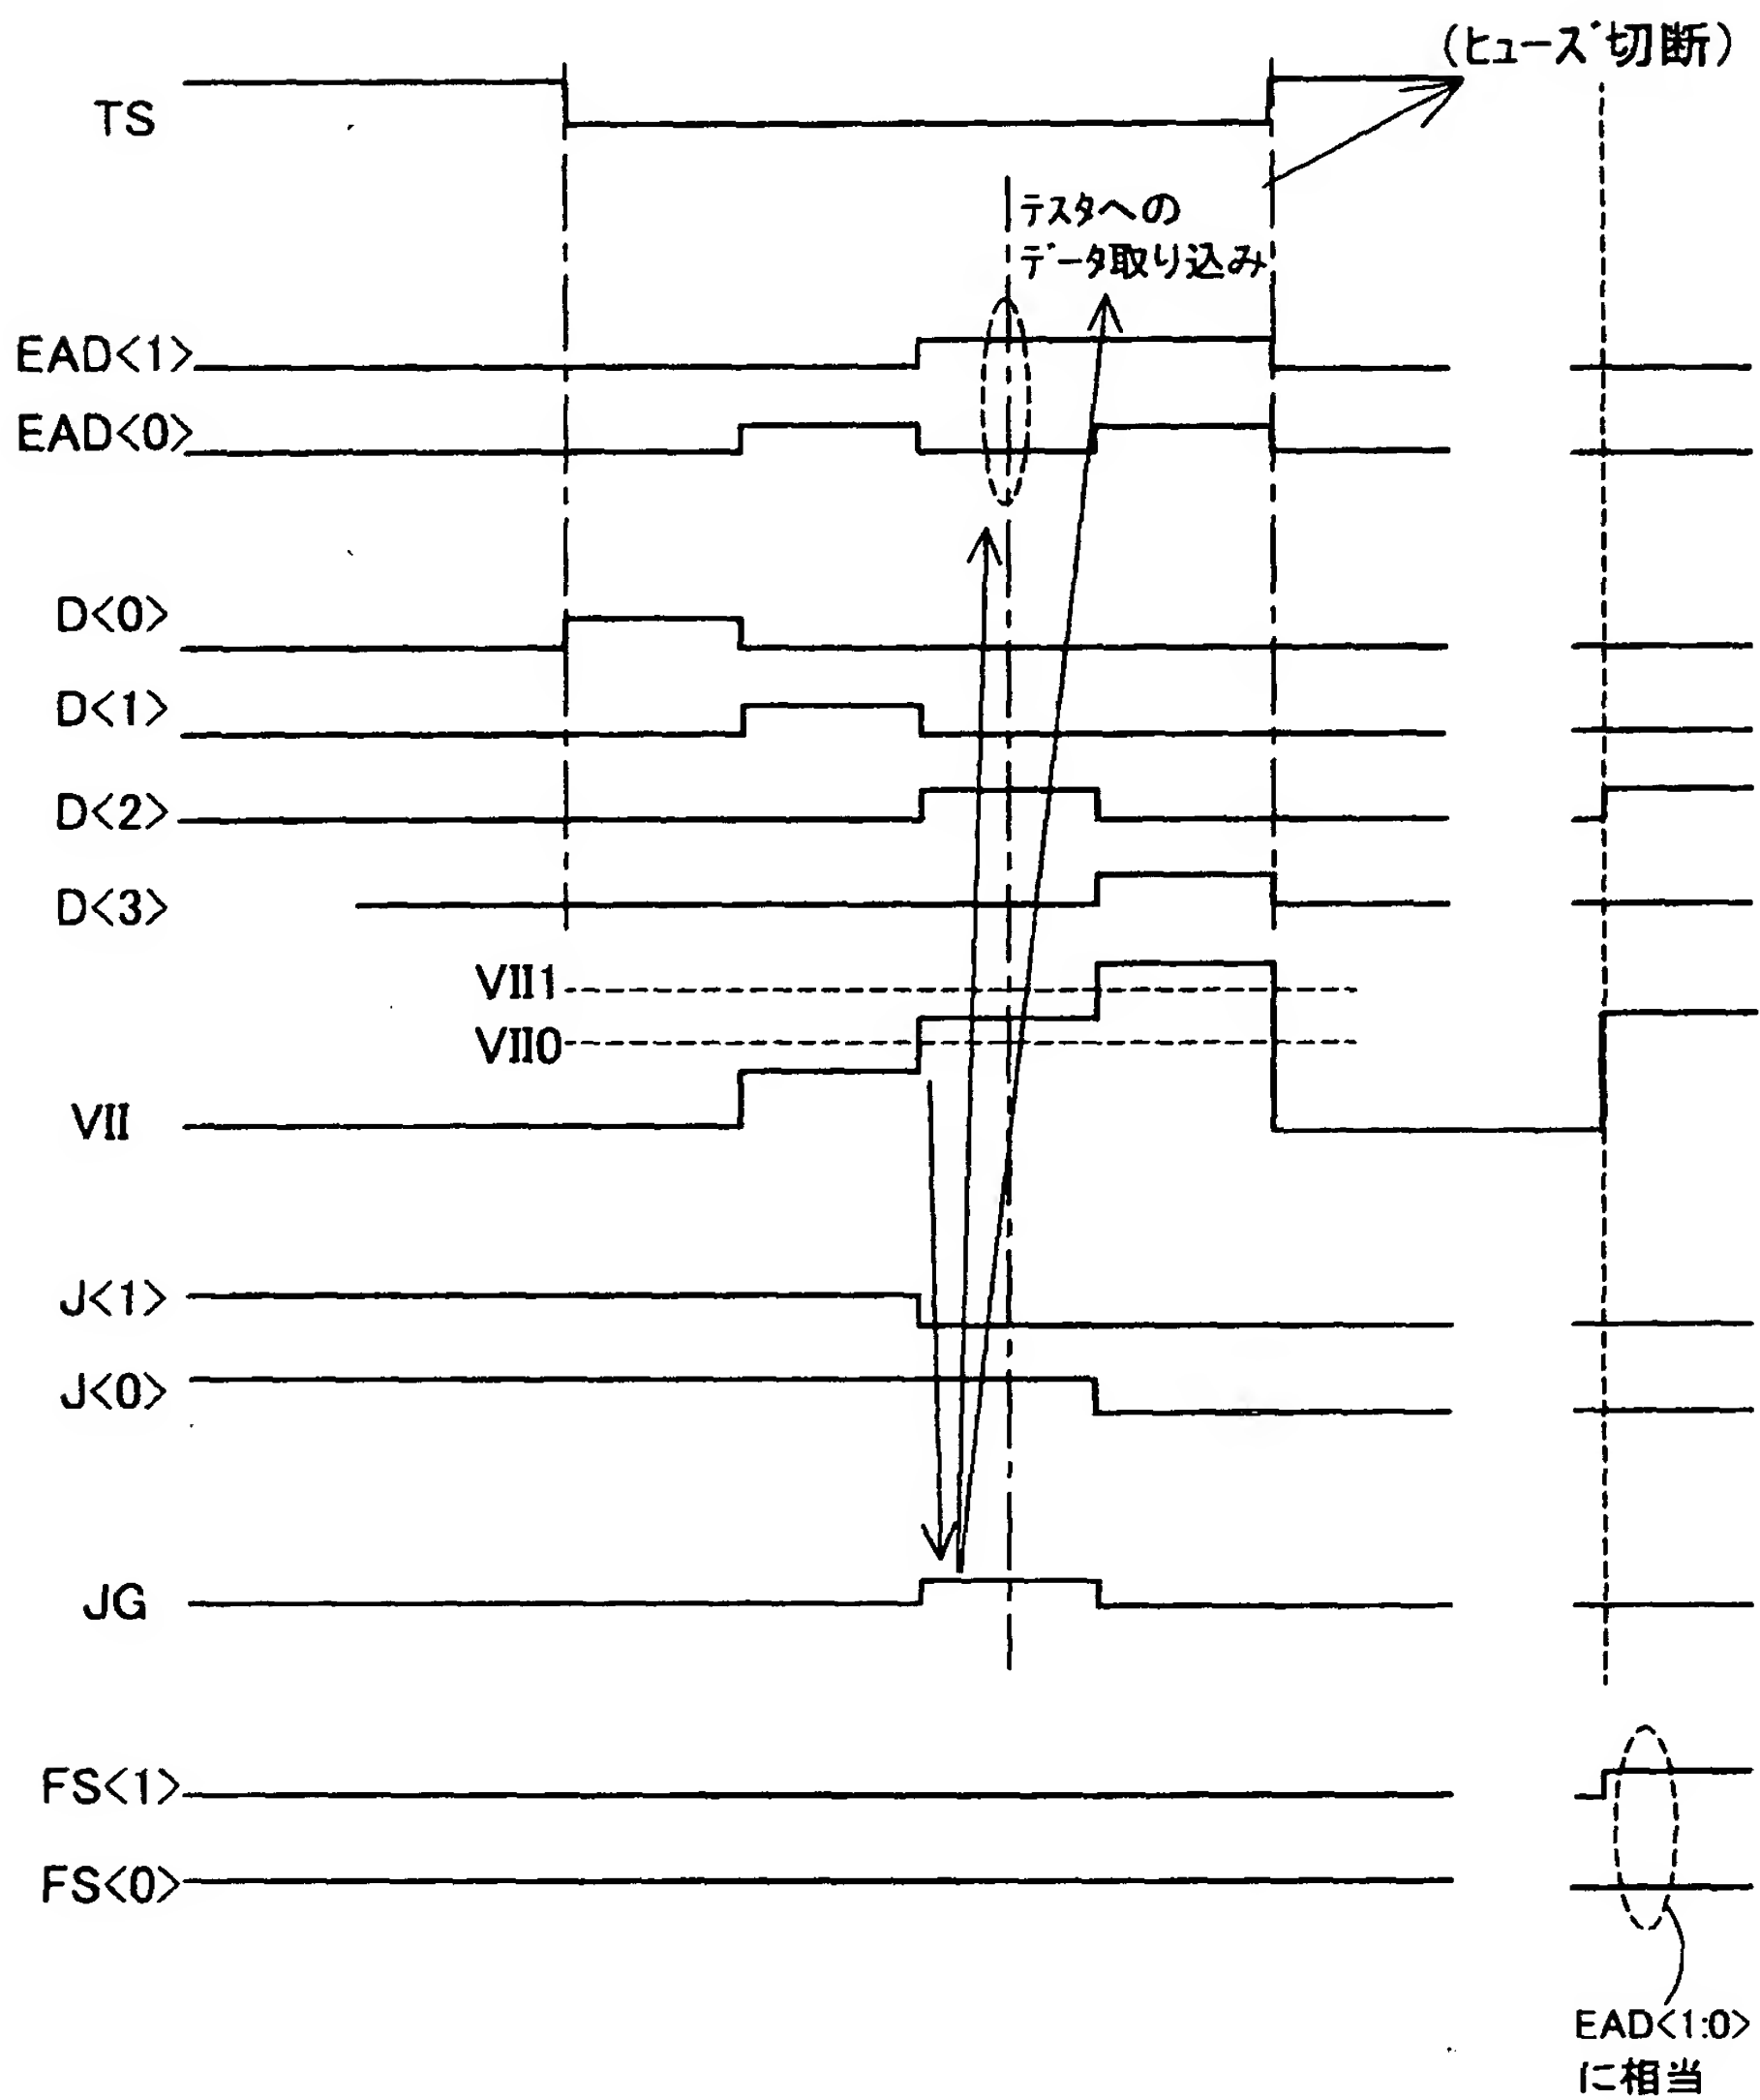 (ヒューズ切断)
TS
テスタへの
データ取り込み
EAD<1>
EAD<0>
D<0>
D<1>
D<2>
D<3>
VII1
VII0
VII
J<1>
J<0>
JG
FS<1>
FS<0>
EAD<1:0>
に相当